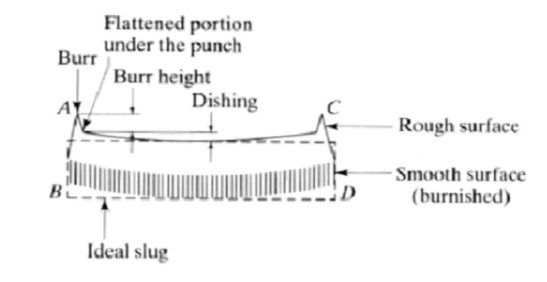 Flattened portion
under the punch
Burr
Burr height
Dishing
A
C
Rough surface
Smooth surface
(burnished)
B
D
Ideal slug